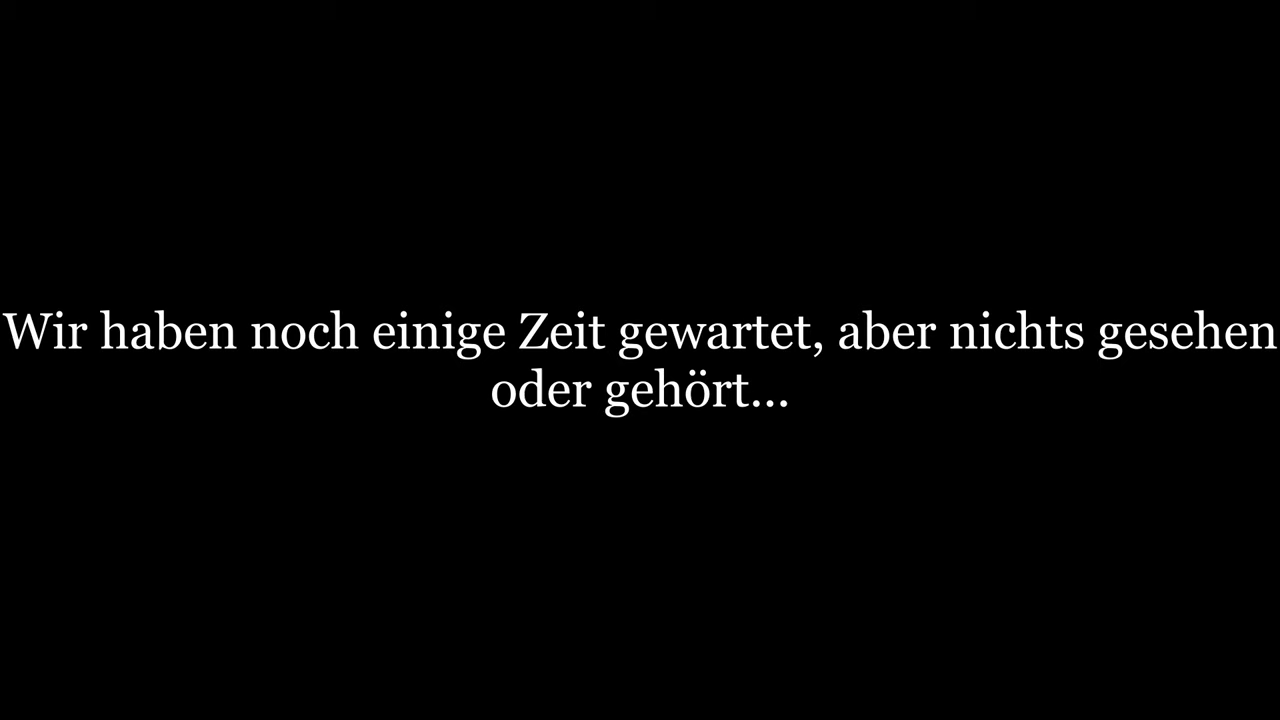 Wir haben noch einige Zeit gewartet, aber nichts gesehen
oder gehört...